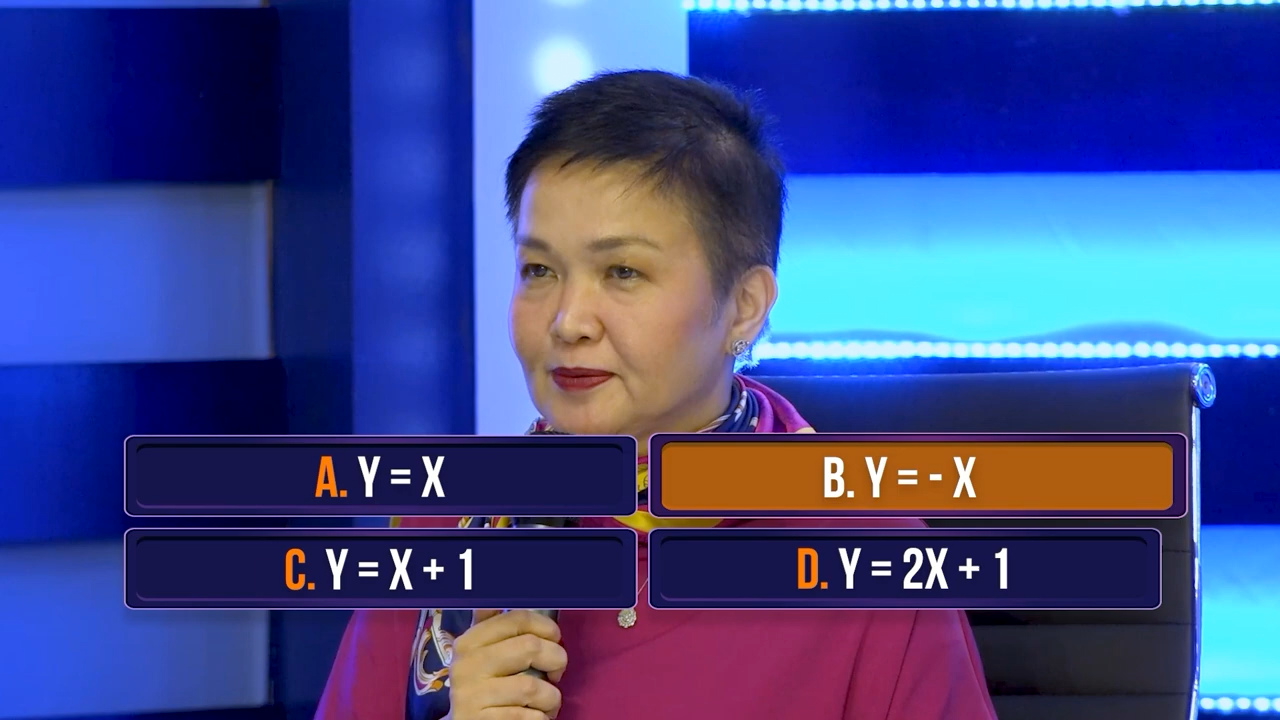 A. Y = X
B. Y = - X
C. Y = X + 1
D. Y = 2X + 1